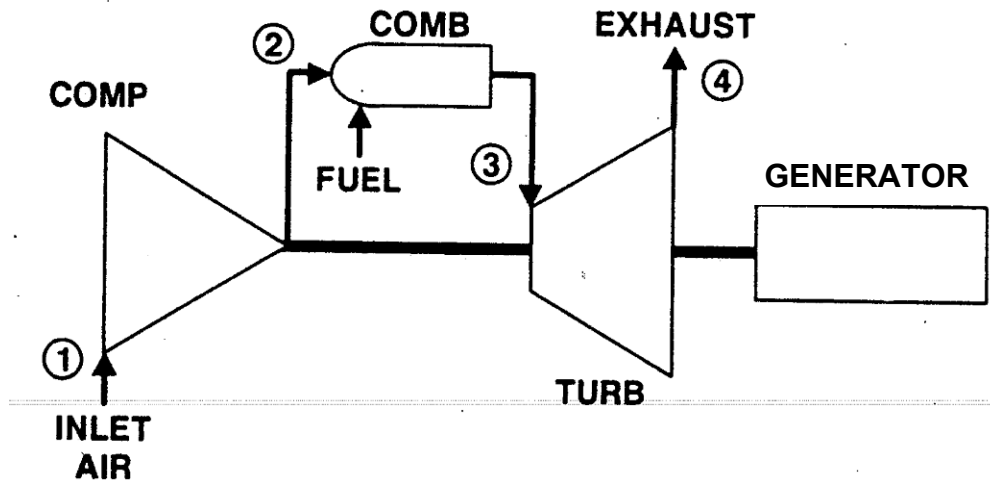 COMB
EXHAUST
②
④
COMP
FUEL
③
GENERATOR
①
TURB
INLET
AIR